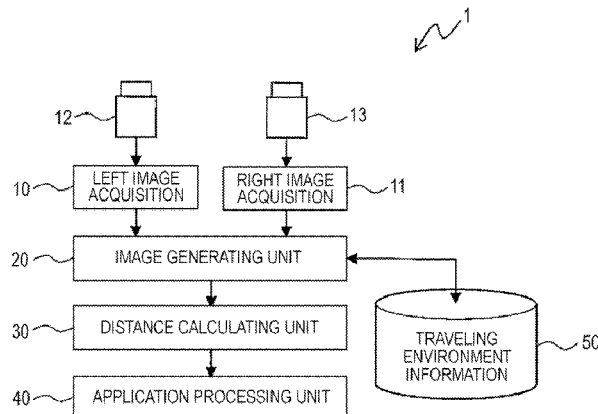 1
12
13
10
LEFT IMAGE
ACQUISITION
RIGHT IMAGE
ACQUISITION
11
20
IMAGE GENERATING UNIT
30
DISTANCE CALCULATING UNIT
TRAVELING
ENVIRONMENT
INFORMATION
50
40
APPLICATION PROCESSING UNIT